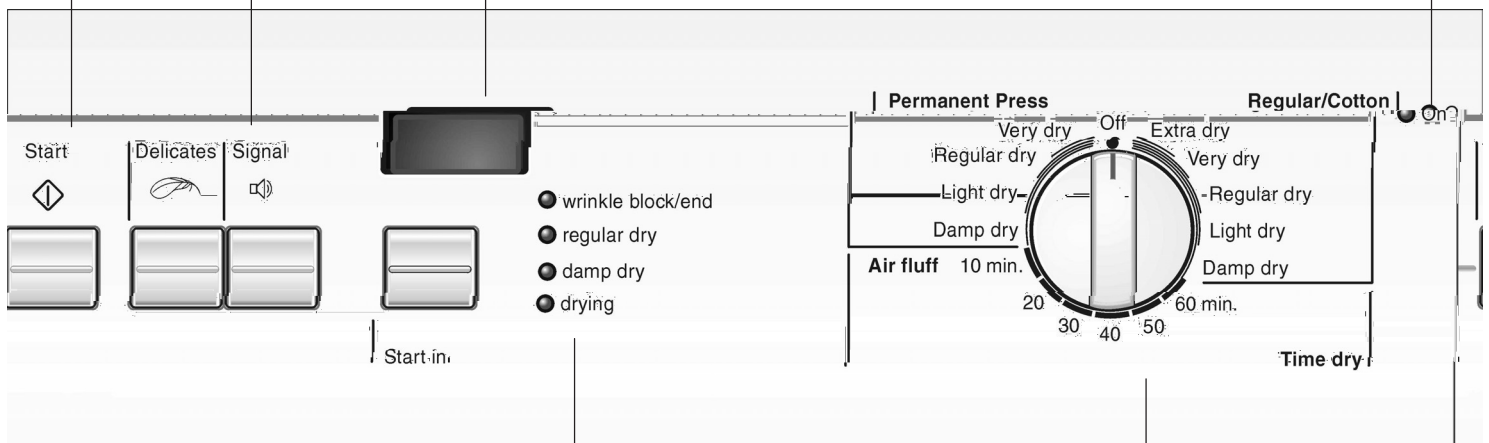 Permanent Press
Regular/Cotton
On
Start
Delicates
Signal
Very dry
Off
Extra dry
Regular dry
Very dry
wrinkle block/end
Light dry
Regular dry
regular dry
Damp dry
Light dry
damp dry
Air fluff
10 min.
Damp dry
drying
20
60 min.
30
40
50
Start in
Time dry